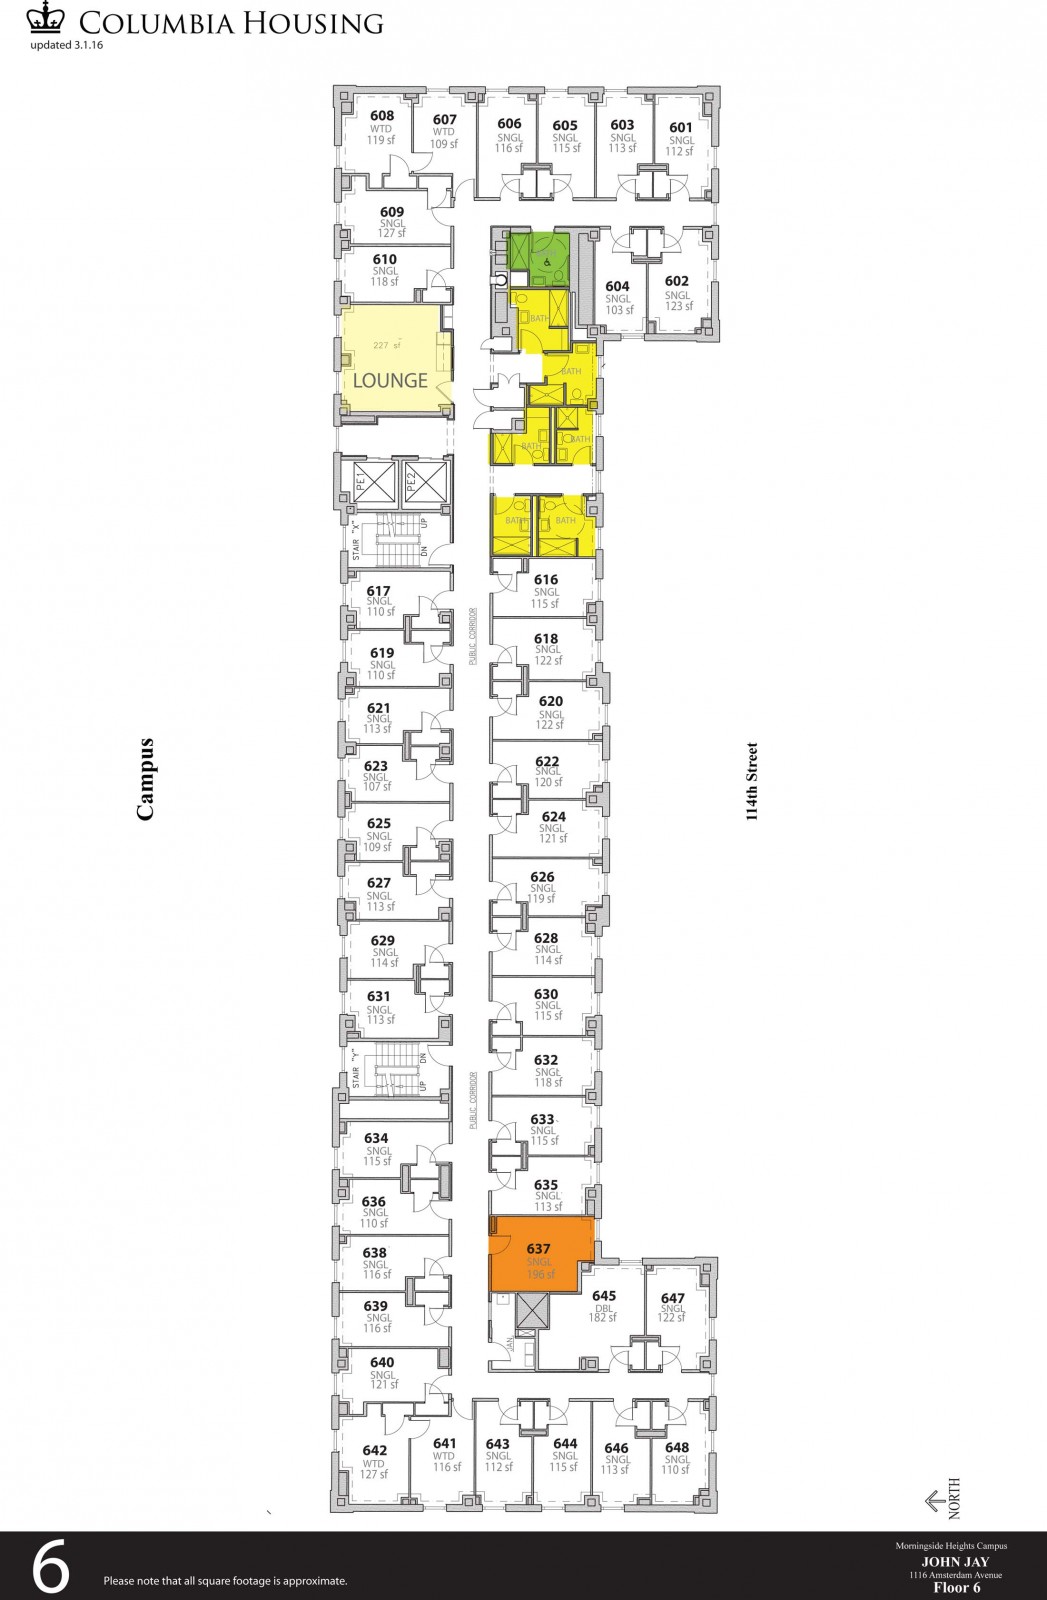 COLUMBIA HOUSING
updated 3.1.16
608
WTD
119 sf
607
WTD
109 sf
606
SNGL
116 sf
605
SNGL
115 sf
603
SNGL
113 sf
601
SNGL
112 sf
609
SNGL
127 sf
610
SNGL
118 sf
604
SNGL
103 sf
602
SNGL
123 sf
BATH
227 sf
LOUNGE
BATH
BATH
BATH
PE1
PE2
BATH
BATH
STAIR "X"
UP
DN
616
SNGL
115 sf
617
SNGL
110 sf
PUBLIC CORRIDOR
618
SNGL
122 sf
619
SNGL
110 sf
620
SNGL
122 sf
621
SNGL
113 sf
622
SNGL
120 sf
623
SNGL
107 sf
Campus
114th Street
624
SNGL
121 sf
625
SNGL
109 sf
626
SNGL
119 sf
627
SNGL
113 sf
628
SNGL
114 sf
629
SNGL
114 sf
630
SNGL
115 sf
631
SNGL
113 sf
STAIR "Y"
DN
UP
632
SNGL
118 sf
PUBLIC CORRIDOR
633
SNGL
115 sf
634
SNGL
115 sf
635
SNGL
113 sf
636
SNGL
110 sf
637
SNGL
196 sf
638
SNGL
116 sf
645
DBL
182 sf
647
SNGL
122 sf
639
SNGL
116 sf
JAN.
640
SNGL
121 sf
642
WTD
127 sf
641
WTD
116 sf
643
SNGL
112 sf
644
SNGL
115 sf
646
SNGL
113 sf
648
SNGL
110 sf
NORTH
6
Please note that all square footage is approximate.
Morningside Heights Campus
JOHN JAY
1116 Amsterdam Avenue
Floor 6